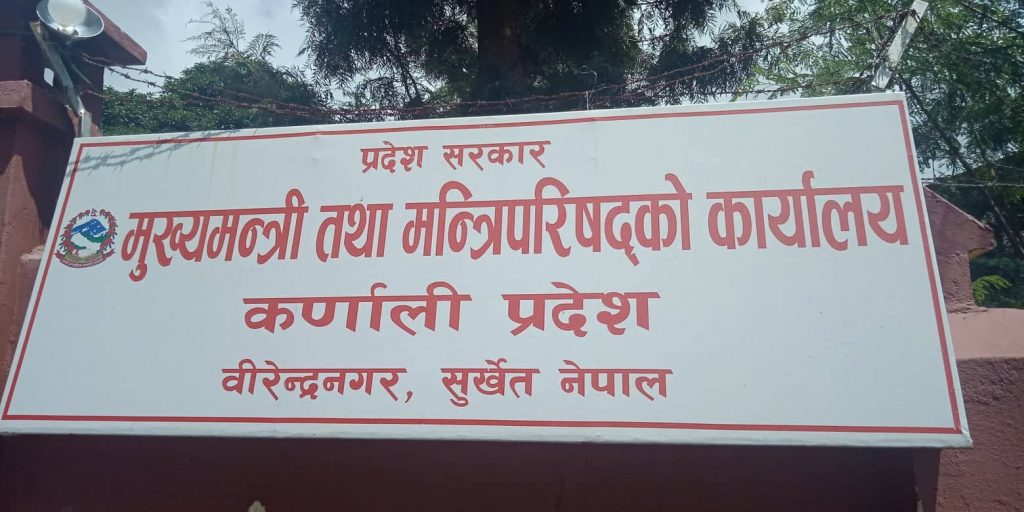 प्रदेश सरकार
मुख्यमन्त्री तथा मन्त्रिपरिषद्को कार्यालय
कर्णाली प्रदेश
वीरेन्द्रनगर, सुर्खेत नेपाल